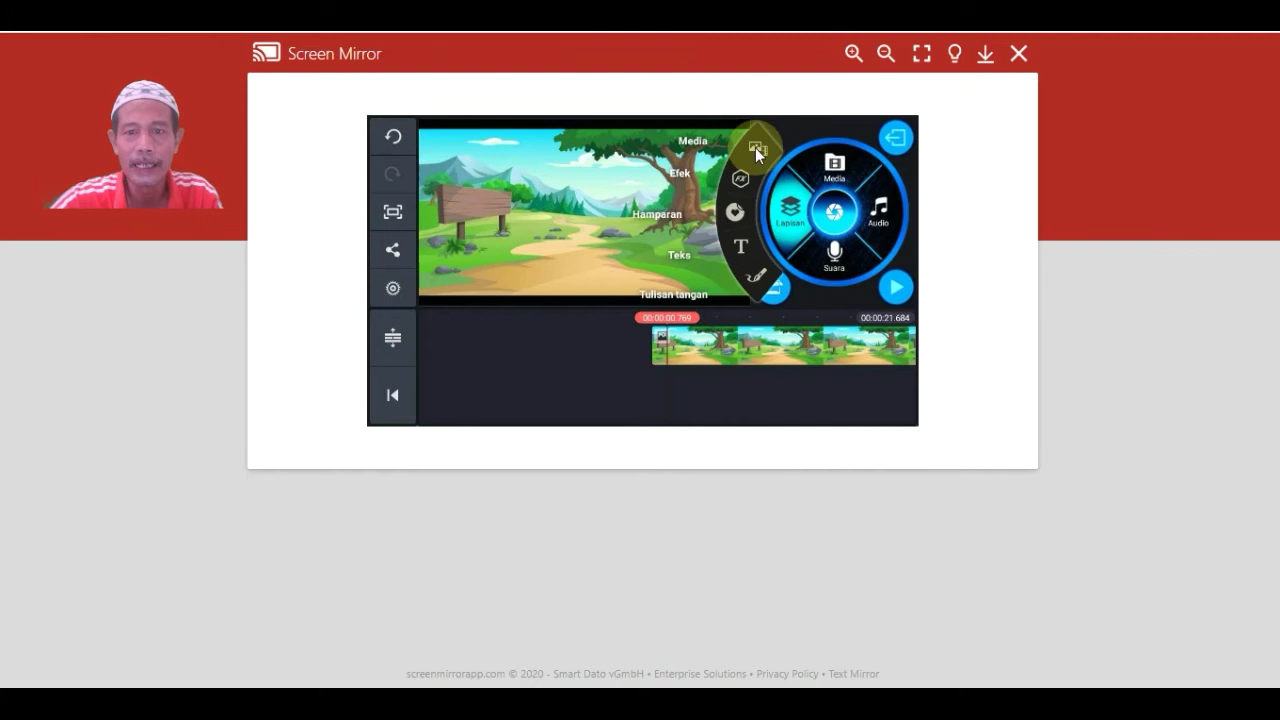 Screen Mirror
Media
Efek
Hamparan
Teks
Tulisan tangan
Media
Lapisan
Audio
Suara
00:00:00.769
00:00:21.684
screenmirrorapp.com © 2020 - Smart Dato vGmbH • Enterprise Solutions • Privacy Policy • Text Mirror